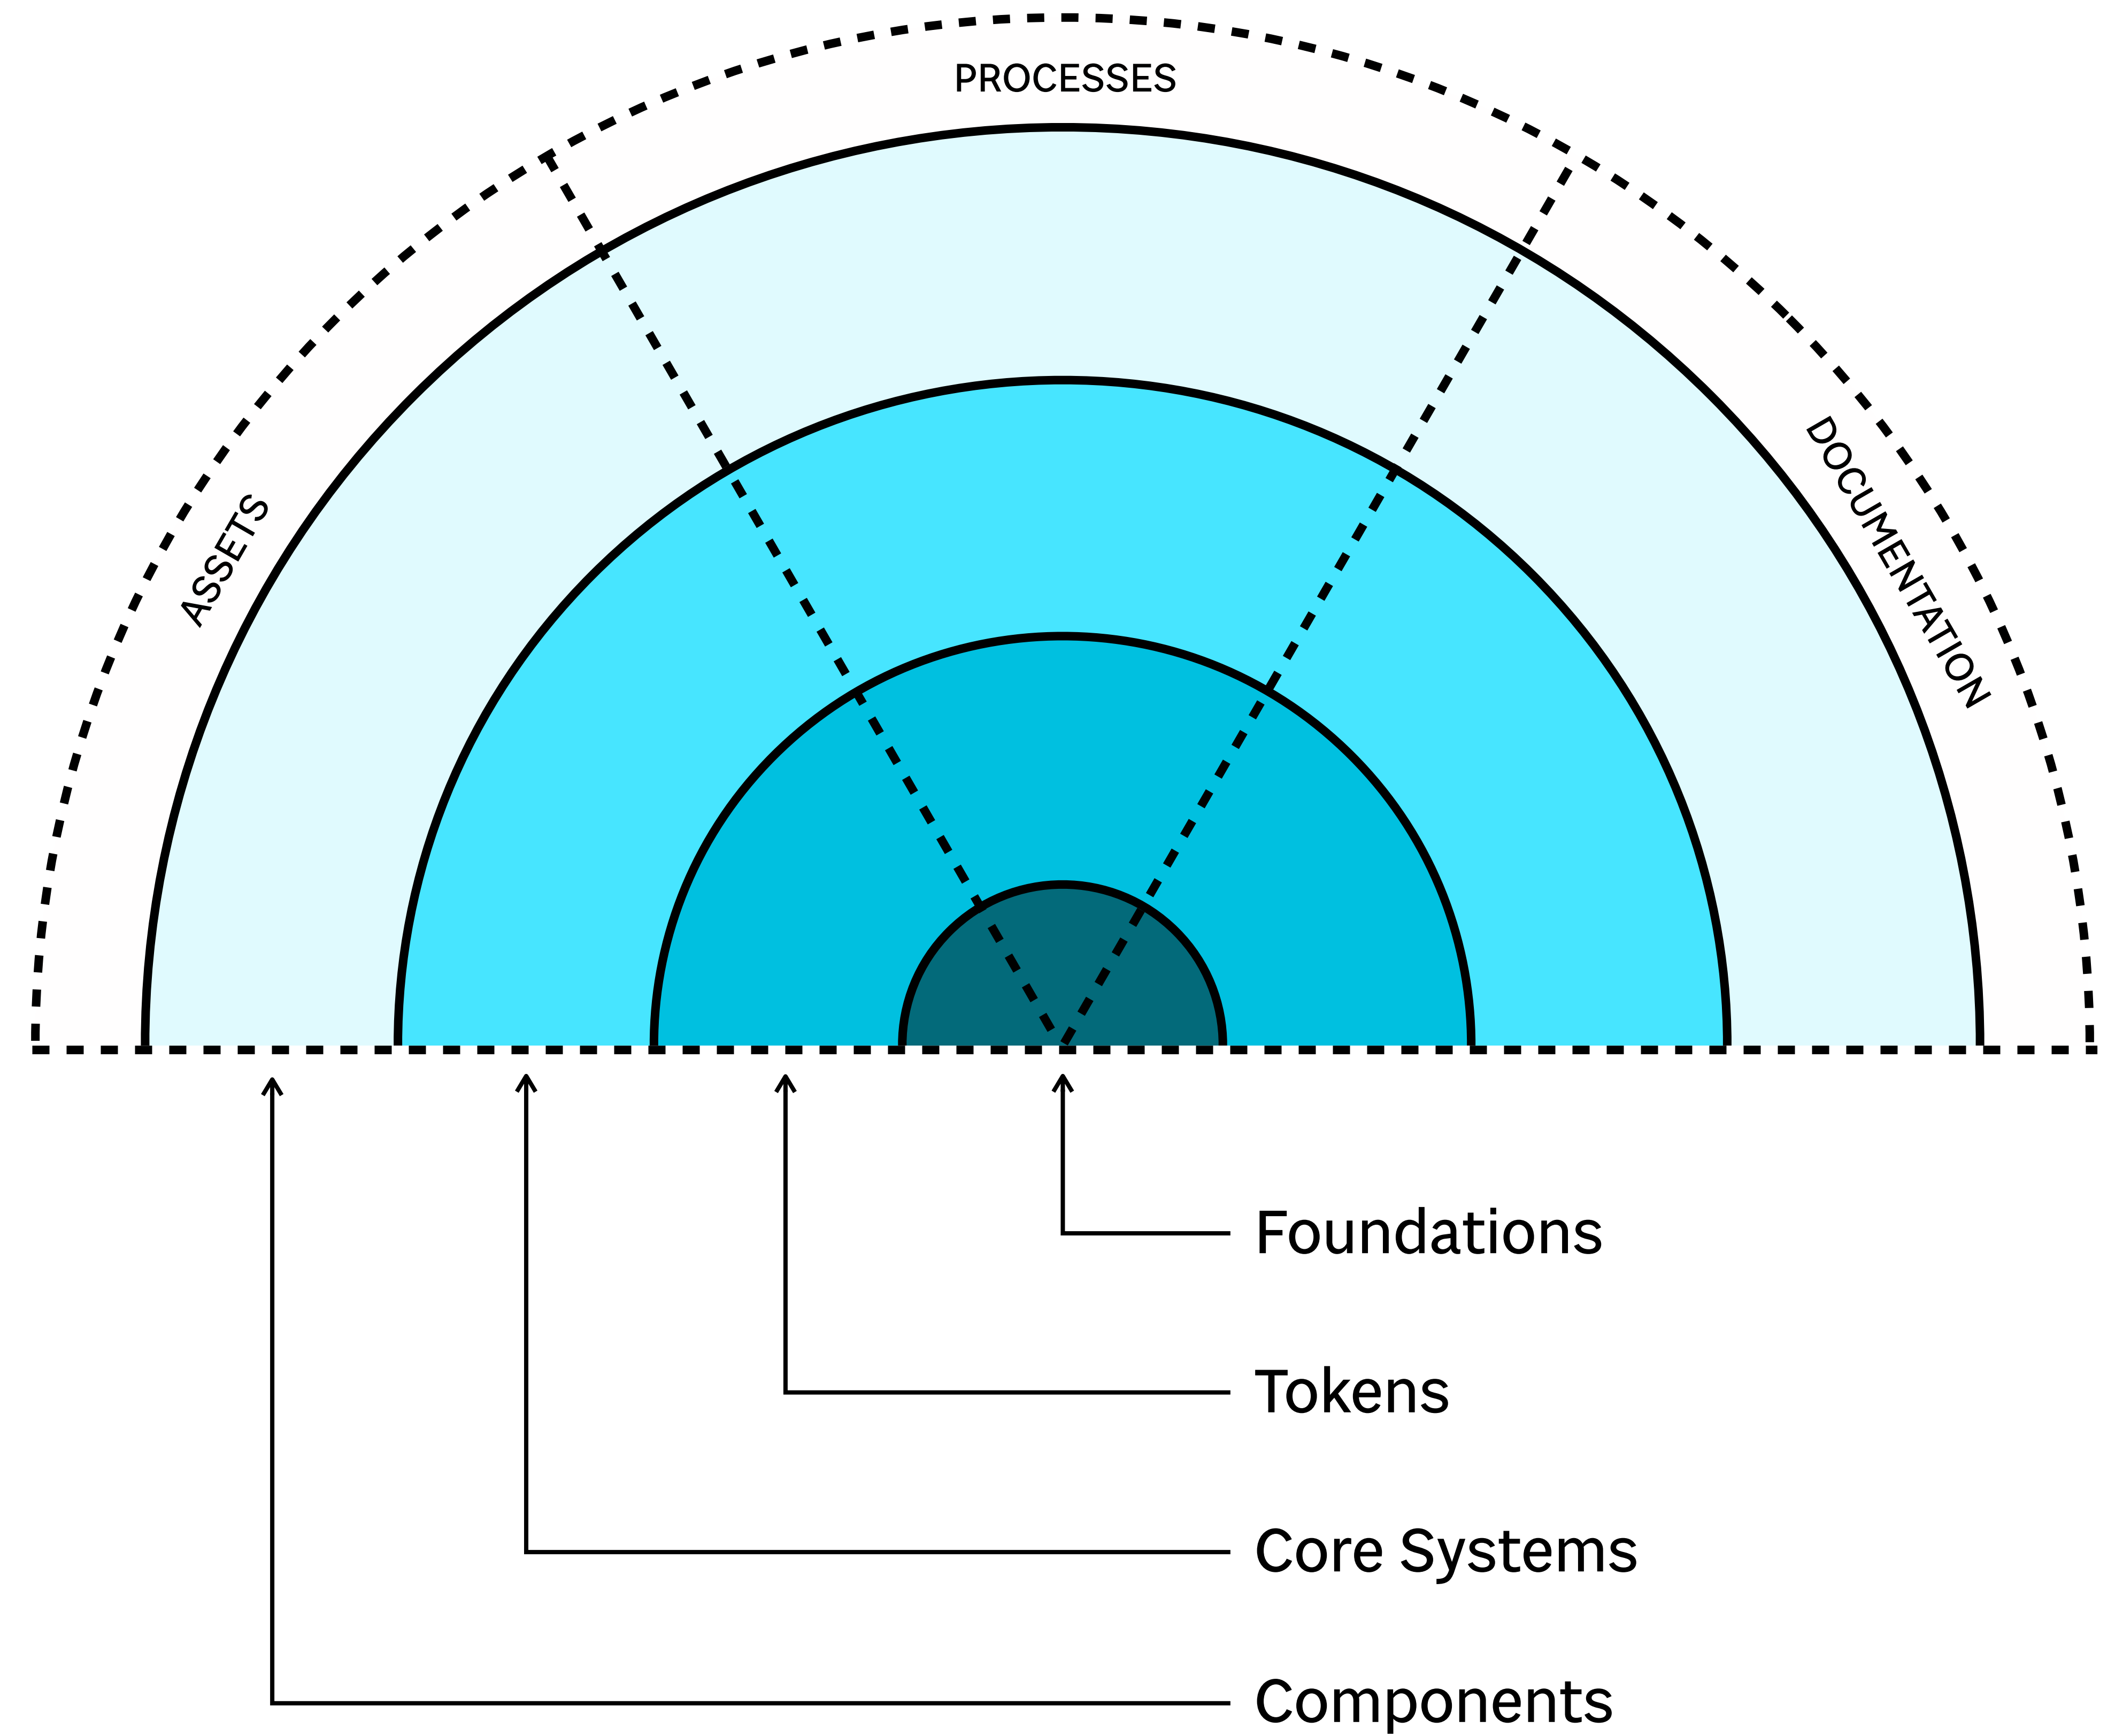 PROCESSES
ASSETS
DOCUMENTATION
Foundations
Tokens
Core Systems
Components